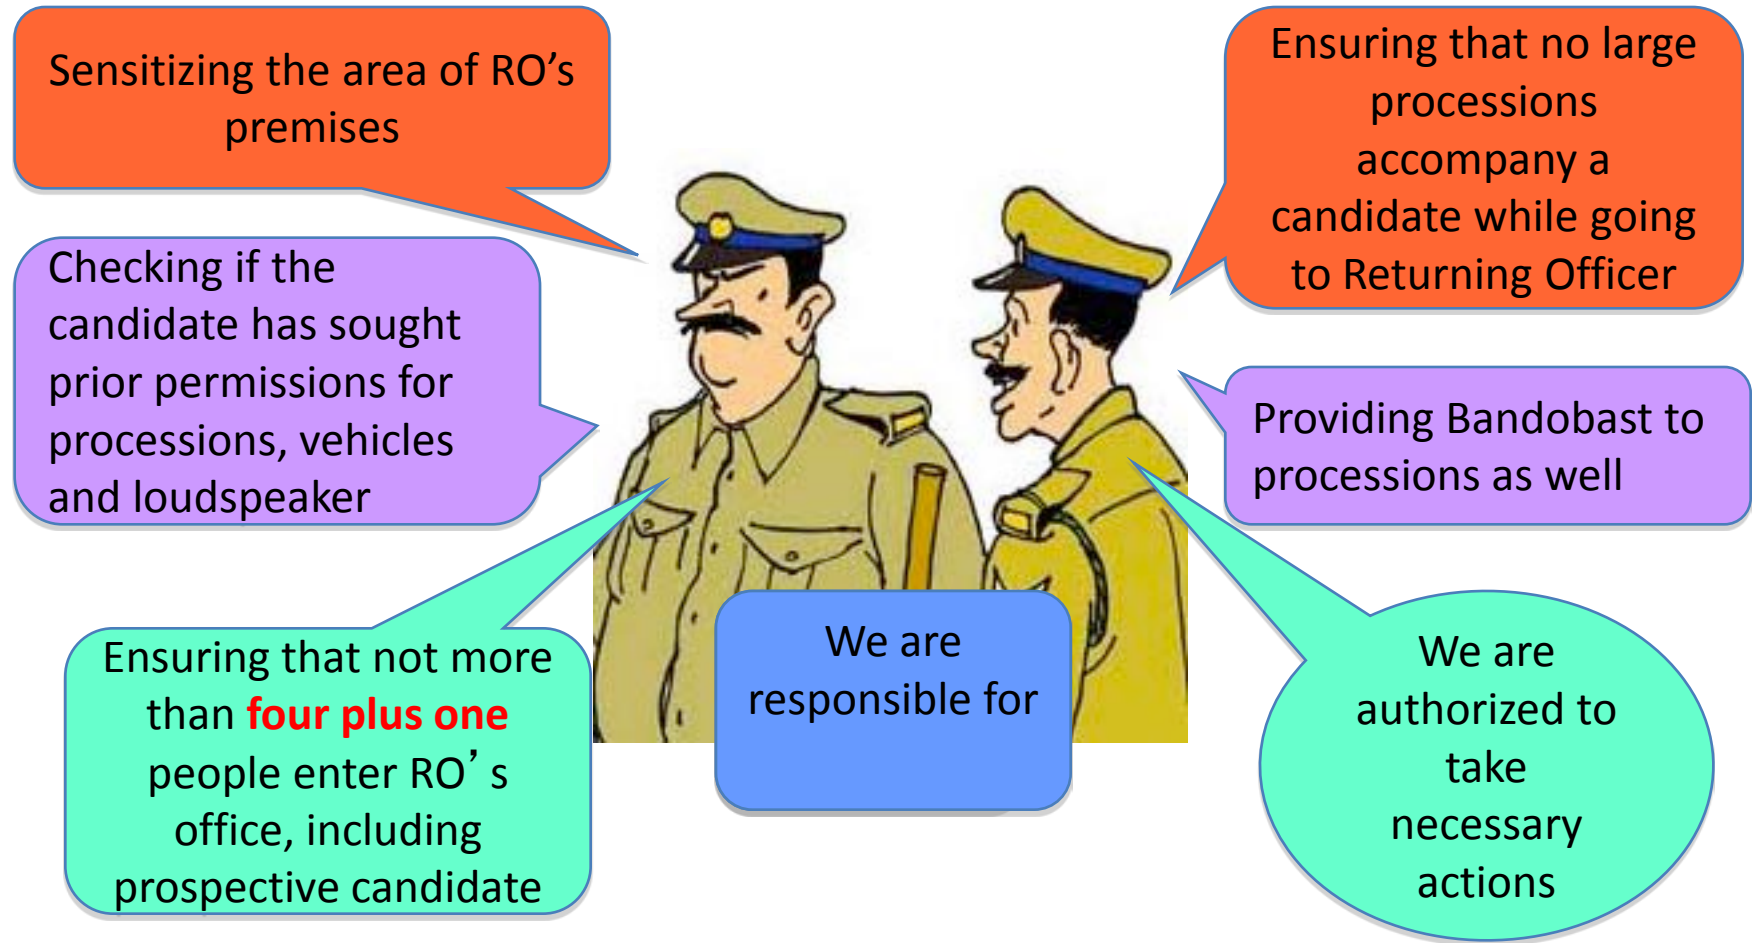 Sensitizing the area of RO’s
premises
Ensuring that no large
processions
accompany a
candidate while going
to Returning Officer
Checking if the
candidate has sought
prior permissions for
processions, vehicles
and loudspeaker
Providing Bandobast to
processions as well
Ensuring that not more
than four plus one
people enter RO’ s
office, including
prospective candidate
We are
responsible for
We are
authorized to
take
necessary
actions